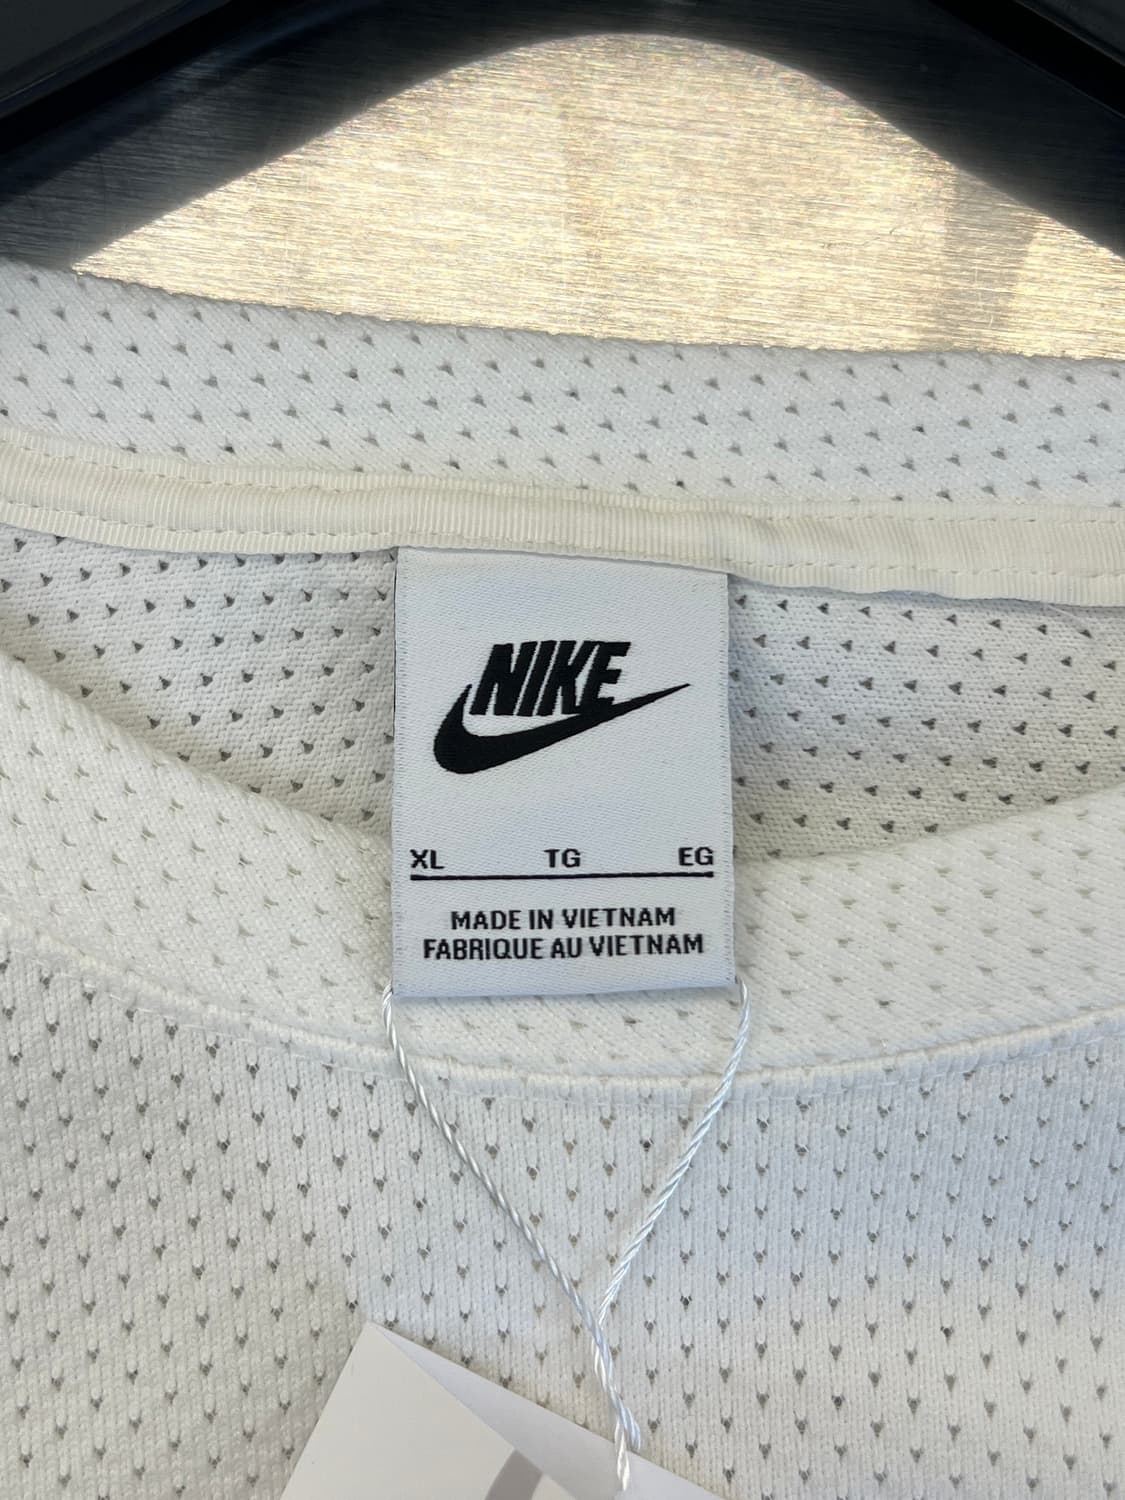 NIKE
XL TG EG
MADE IN VIETNAM
FABRIQUE AU VIETNAM